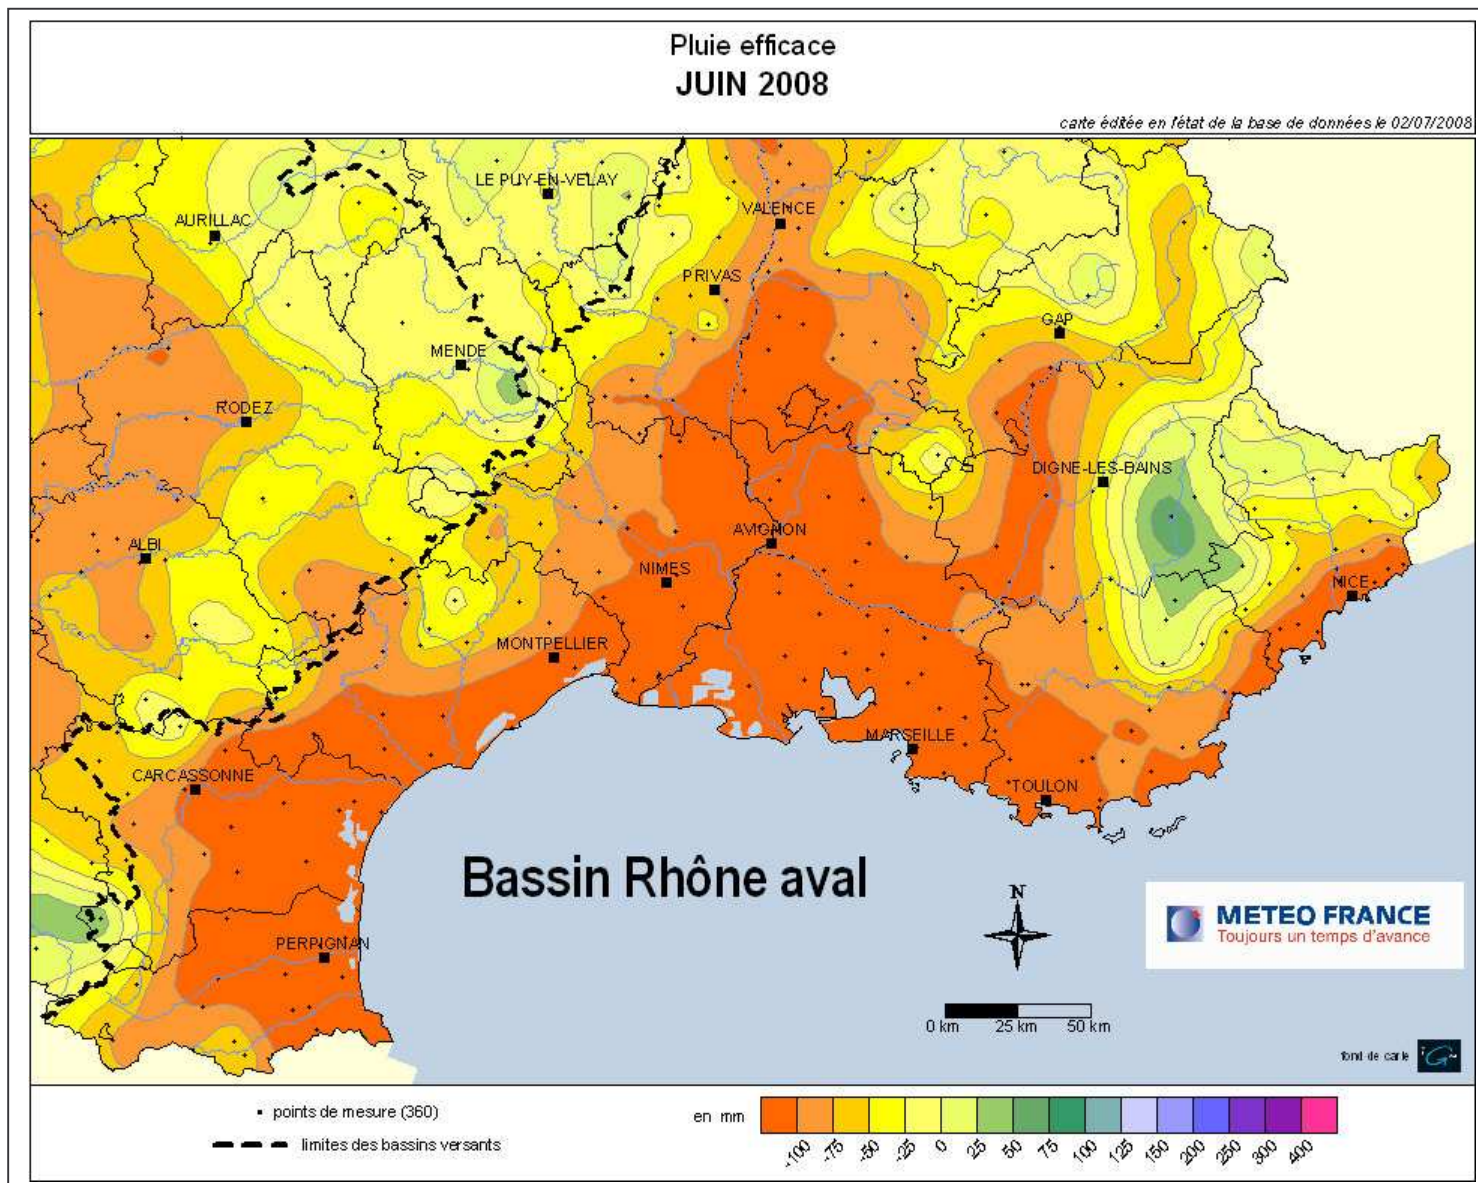 Pluie efficace
JUIN 2008
carte éditée en l'état de la base de données le 02/07/2008
LE PUY-EN-VELAY
AURILLAC
VALENCE
PRIVAS
GAP
MENDE
RODEZ
DIGNE-LES-BAINS
AVIGNON
ALBI
NIMES
NICE
MONTPELLIER
MARSEILLE
CARCASSONNE
TOULON
Bassin Rhône aval
N
METEO FRANCE
Toujours un temps d'avance
PERPIGNAN
0 km 25 km 50 km
fond de carte
points de mesure (360)
en mm
limites des bassins versants
-100 -75 -50 -25 0 25 50 75 100 125 150 200 250 300 400